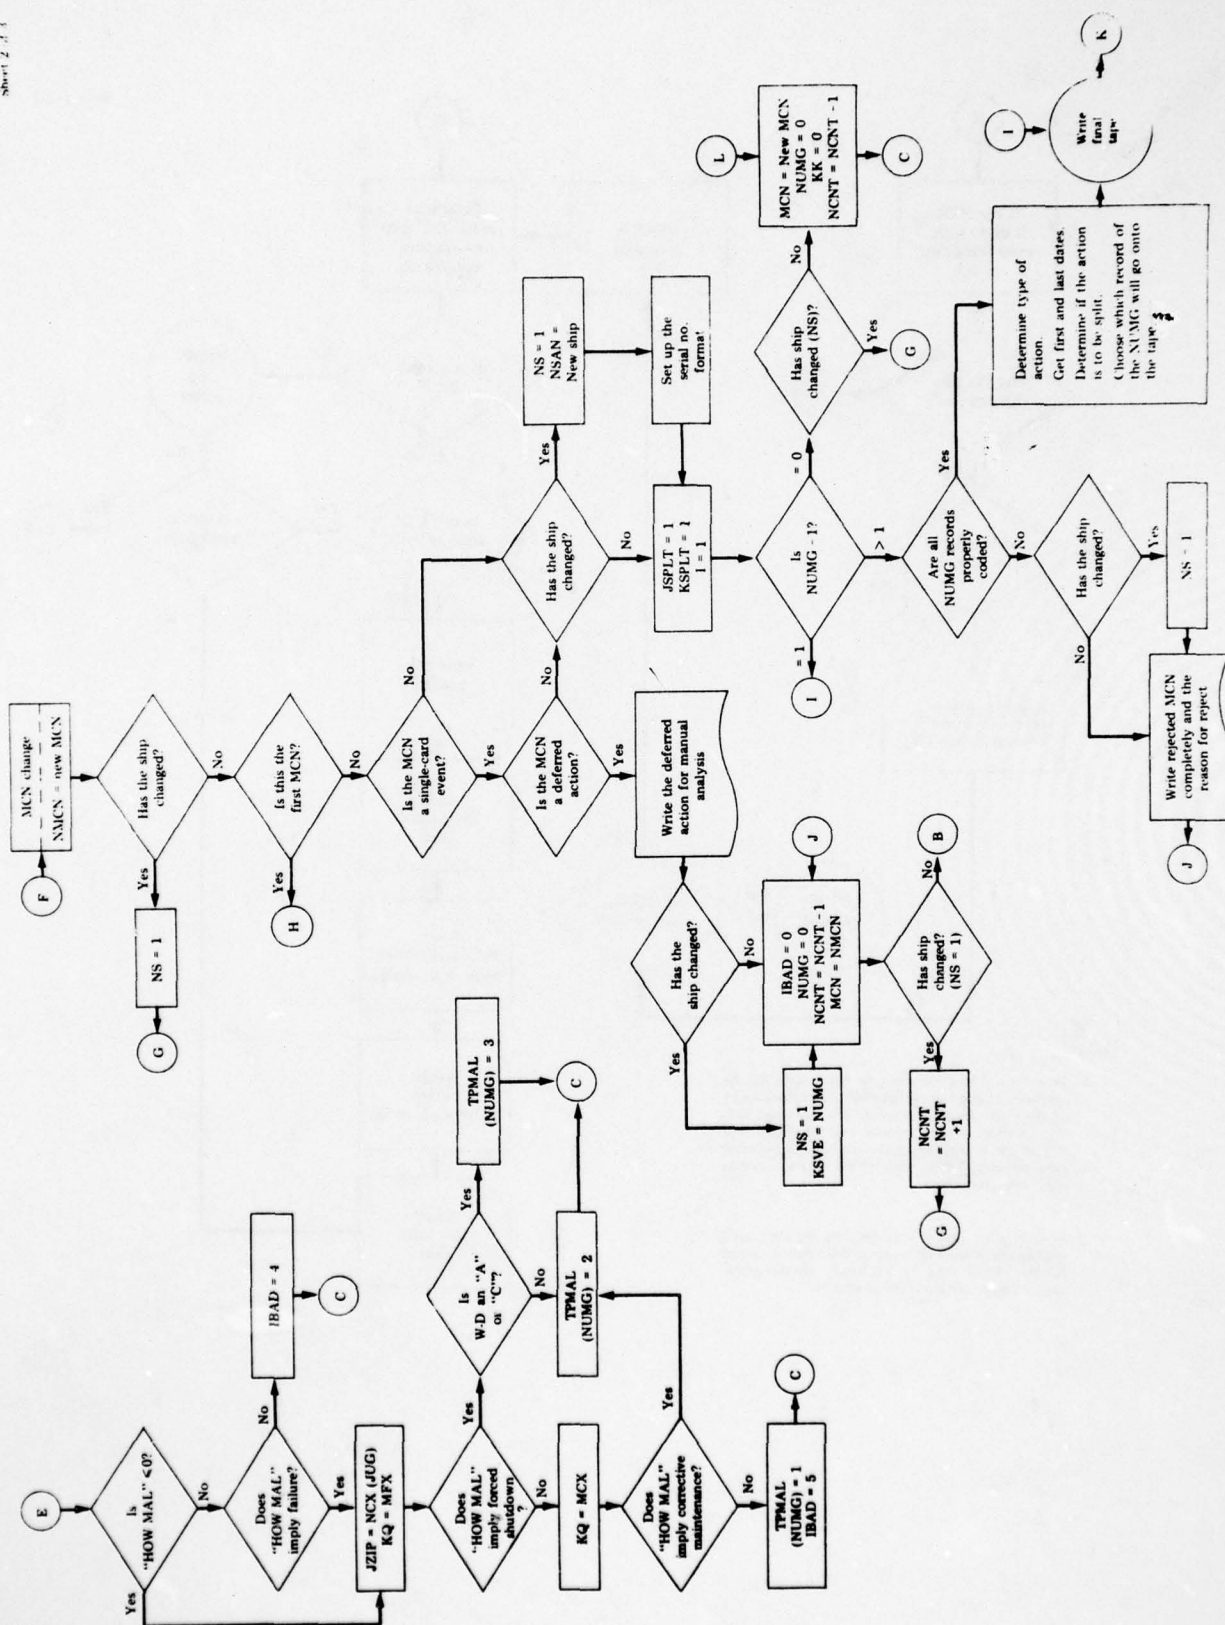 Sheet 2 of 3
E
Is
"HOW MAL" ≤0?
Yes
No
Does
"HOW MAL"
imply failure?
No
IBAD = 4
C
Yes
JZIP = NCX (JUG)
KQ = MFX
Does
"HOW MAL"
imply forced
shutdown
?
Yes
Is
W-D an "A"
or "C"?
Yes
TPMAL
(NUMG) = 3
C
No
TPMAL
(NUMG) = 2
No
KQ = MCX
Does
"HOW MAL"
imply corrective
maintenance?
Yes
No
TPMAL
(NUMG) = 1
IBAD = 5
C
F
MCN change
NMCN = new MCN
Has the ship
changed?
Yes
NS = 1
G
No
Is this the
first MCN?
Yes
H
No
Is the MCN
a single-card
event?
No
Yes
Is the MCN
a deferred
action?
No
Yes
Write the deferred
action for manual
analysis
Has the
ship changed?
Yes
NS = 1
KSVE = NUMG
No
J
IBAD = 0
NUMG = 0
NCNT = NCNT - 1
MCN = NMCN
Has ship
changed?
(NS = 1)
No
B
Yes
NCNT
= NCNT
+1
G
Has the ship
changed?
Yes
NS = 1
NSAN =
New ship
Set up the
serial no.
format
No
JSPLT = 1
KSPLT = 1
I = 1
Is
NUMG - 1?
= 1
I
= 0
Has ship
changed (NS)?
No
L
MCN = New MCN
NUMG = 0
KK = 0
NCNT = NCNT - 1
C
Yes
G
> 1
Are all
NUMG records
properly
coded?
Yes
Determine type of
action.
Get first and last dates.
Determine if the action
is to be split.
Choose which record of
the NUMG will go onto
the tape
I
Write
final
tape
K
No
Has the ship
changed?
Yes
NS = 1
No
Write rejected MCN
completely and the
reason for reject
J